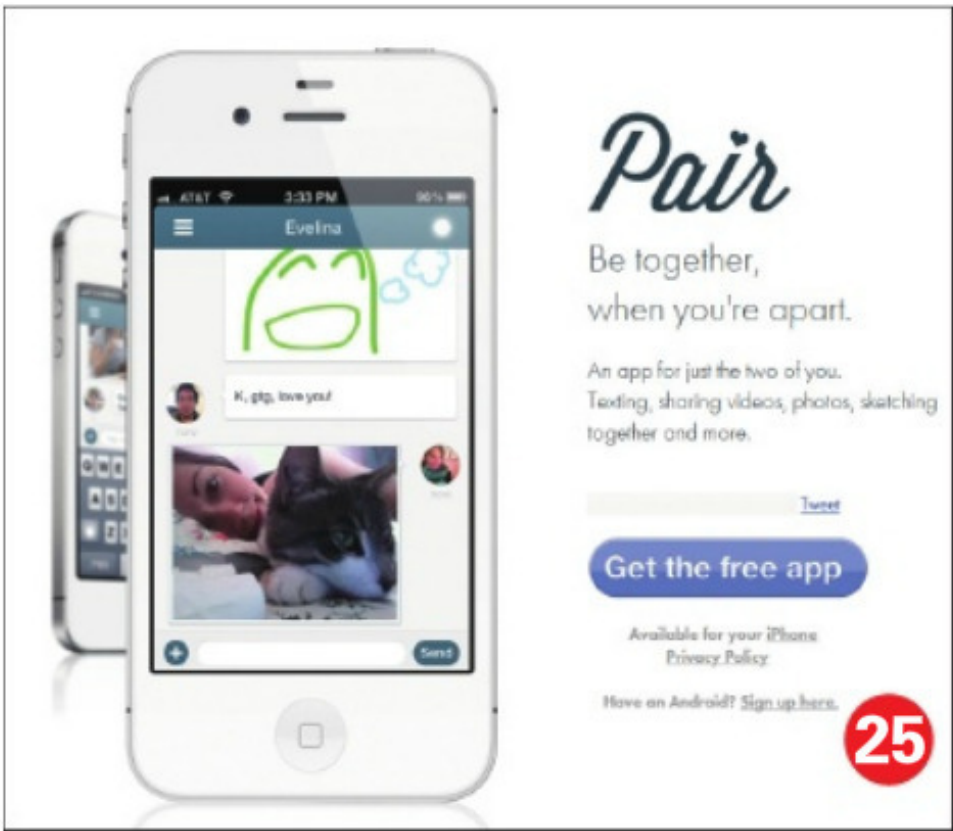 AT&T 3:33 PM 90%
Evelina
K, gtg, love you!
Send
Pair
Be together,
when you're apart.
An app for just the two of you.
Texting, sharing videos, photos, sketching
together and more.
Tweet
Get the free app
Available for your iPhone
Privacy Policy
Have an Android? Sign up here.
25